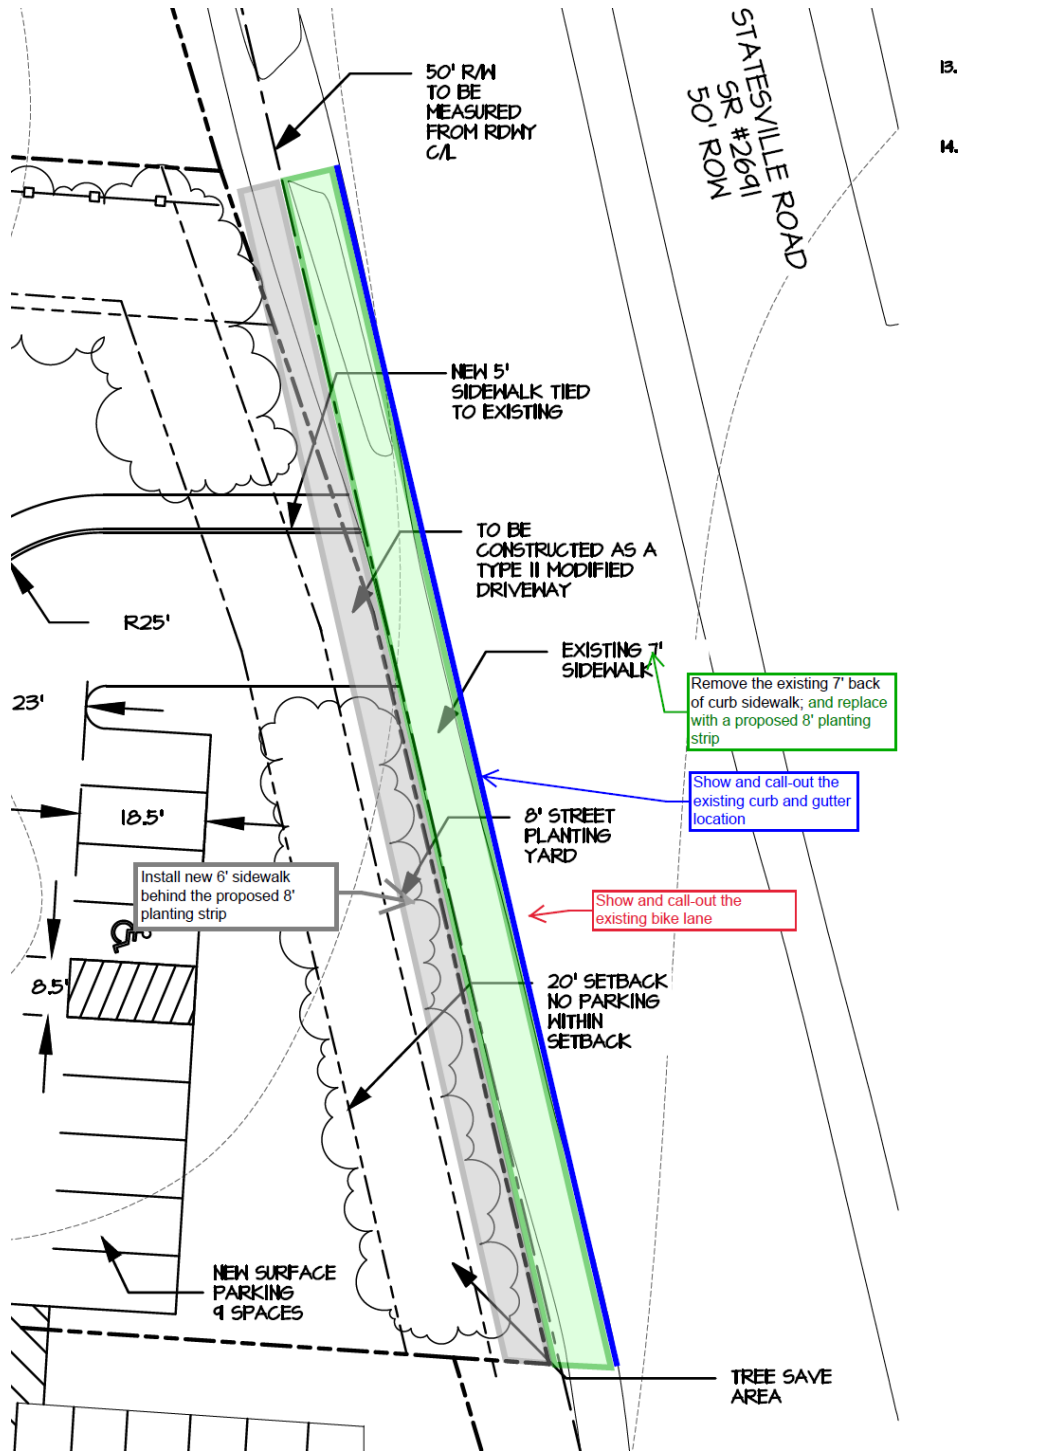 STATESVILLE ROAD
SR #2691
50' ROW
13.
14.
50' R/W
TO BE
MEASURED
FROM RDWY
C/L
NEW 5'
SIDEWALK TIED
TO EXISTING
TO BE
CONSTRUCTED AS A
TYPE II MODIFIED
DRIVEWAY
R25'
EXISTING 7'
SIDEWALK
23'
Remove the existing 7' back
of curb sidewalk; and replace
with a proposed 8' planting
strip
Show and call-out the
existing curb and gutter
location
18.5'
8' STREET
PLANTING
YARD
Install new 6' sidewalk
behind the proposed 8'
planting strip
Show and call-out the
existing bike lane
8.5'
20' SETBACK
NO PARKING
WITHIN
SETBACK
NEW SURFACE
PARKING
9 SPACES
TREE SAVE
AREA